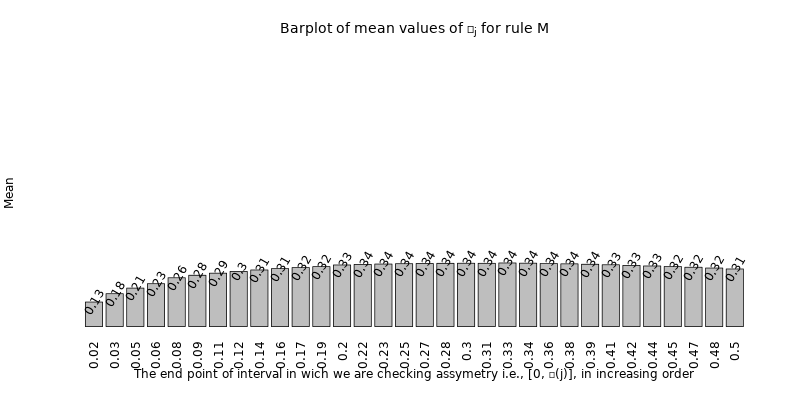 Barplot of mean values of □j for rule M
Mean
0.13 0.18 0.21 0.23 0.26 0.28 0.29 0.3 0.31 0.31 0.32 0.32 0.33 0.34 0.34 0.34 0.34 0.34 0.34 0.34 0.34 0.34 0.34 0.34 0.34 0.33 0.33 0.33 0.32 0.32 0.32 0.31
0.02 0.03 0.05 0.06 0.08 0.09 0.11 0.12 0.14 0.16 0.17 0.19 0.2 0.22 0.23 0.25 0.27 0.28 0.3 0.31 0.33 0.34 0.36 0.38 0.39 0.41 0.42 0.44 0.45 0.47 0.48 0.5
The end point of interval in wich we are checking assymetry i.e., [0, □(j)], in increasing order